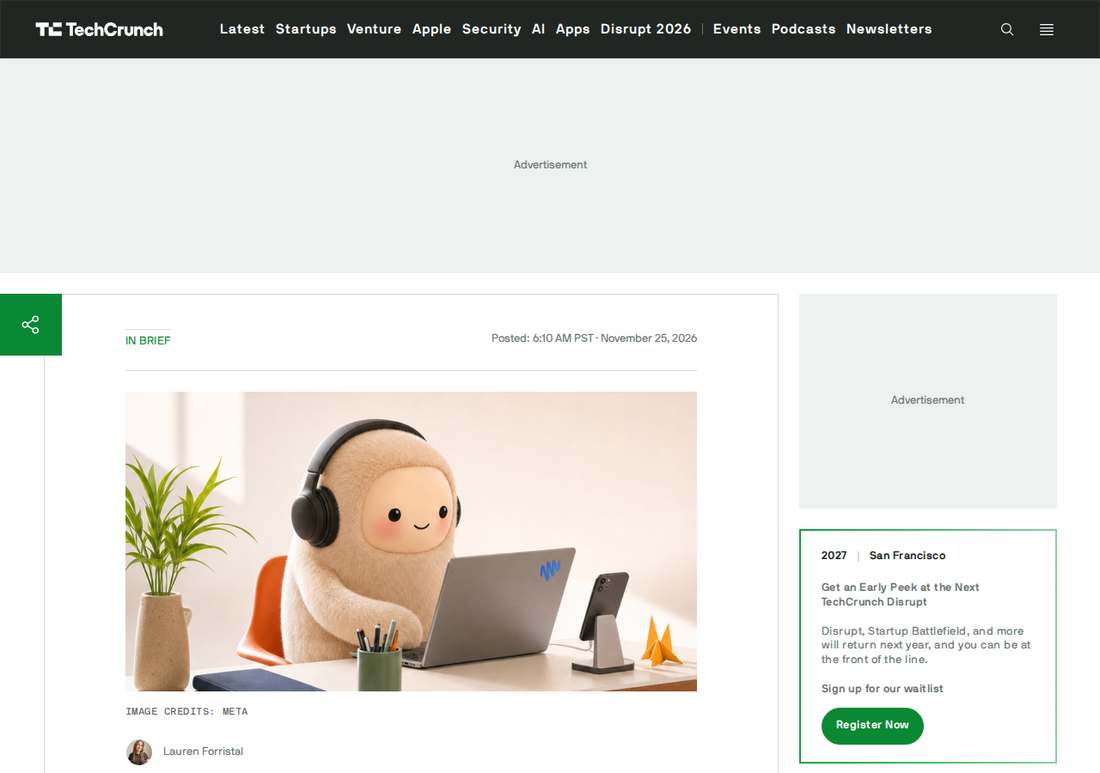 TechCrunch
Latest Startups Venture Apple Security AI Apps Disrupt 2026 | Events Podcasts Newsletters
Advertisement
IN BRIEF
Posted: 6:10 AM PST · November 25, 2026
IMAGE CREDITS: META
Lauren Forristal
Advertisement
2027 | San Francisco
Get an Early Peek at the Next
TechCrunch Disrupt
Disrupt, Startup Battlefield, and more
will return next year, and you can be at
the front of the line.
Sign up for our waitlist
Register Now